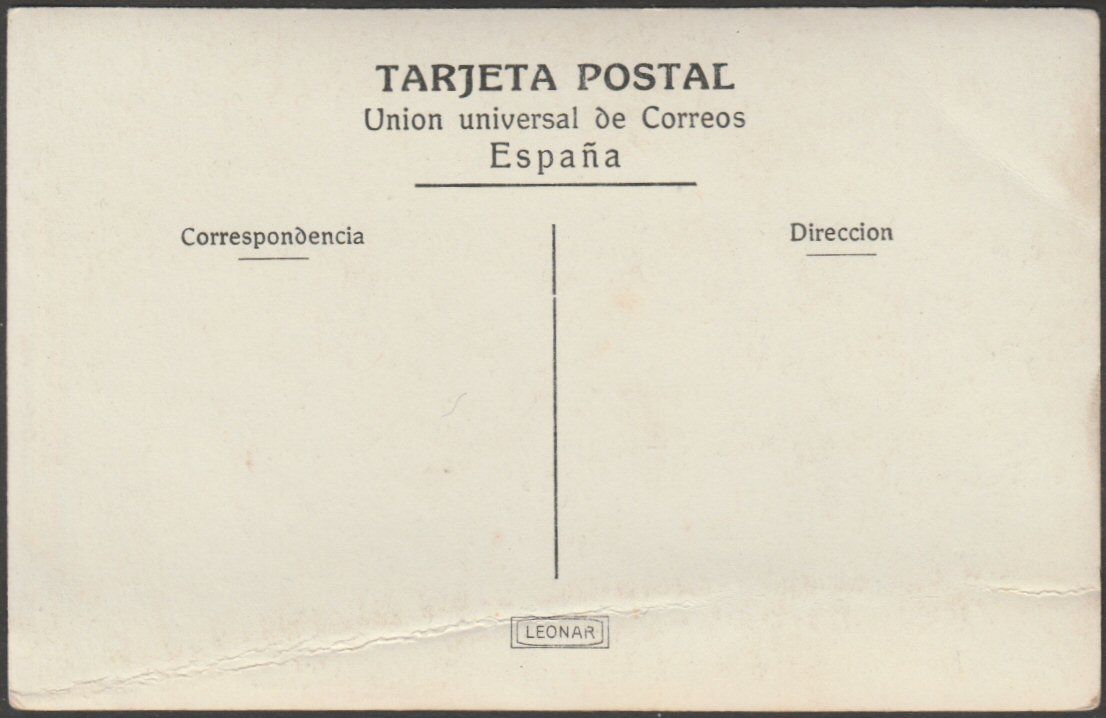 TARJETA POSTAL
Union universal de Correos
España
Correspondencia
Direccion
LEONAR